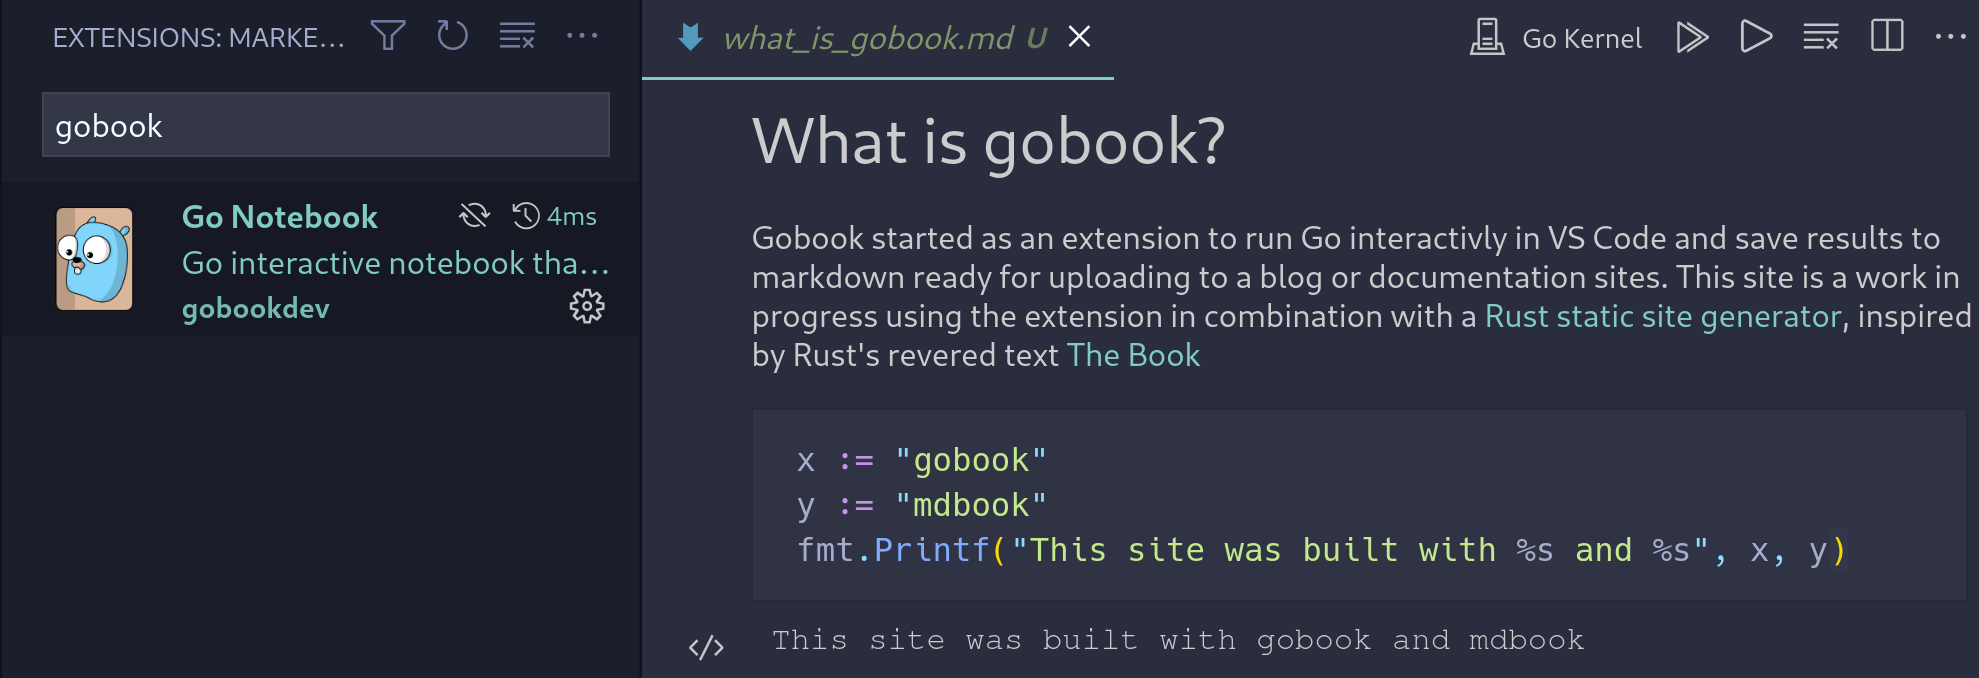 EXTENSIONS: MARKE...
gobook
Go Notebook 4ms
Go interactive notebook tha...
gobookdev
what_is_gobook.md U
Go Kernel
What is gobook?
Gobook started as an extension to run Go interactivly in VS Code and save results to
markdown ready for uploading to a blog or documentation sites. This site is a work in
progress using the extension in combination with a Rust static site generator, inspired
by Rust's revered text The Book
x := "gobook"
y := "mdbook"
fmt.Printf("This site was built with %s and %s", x, y)
This site was built with gobook and mdbook